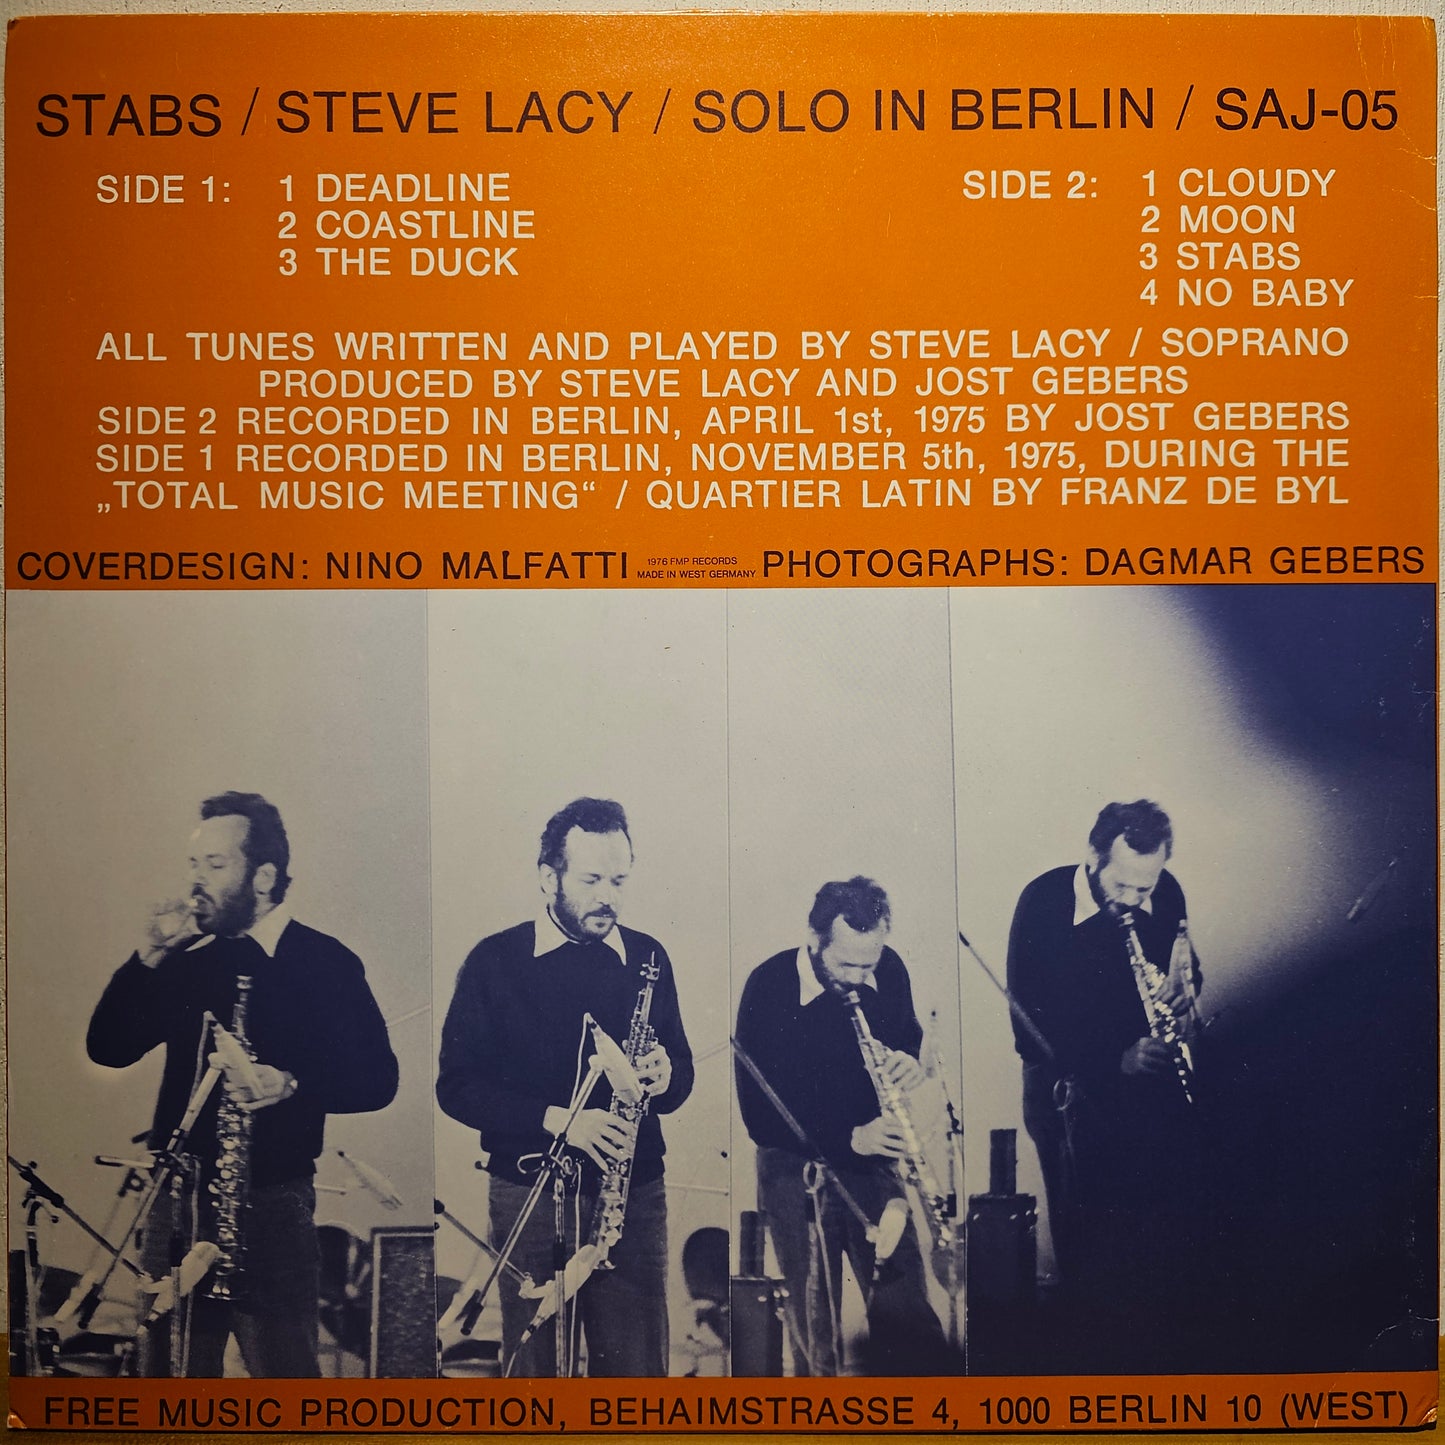 STABS / STEVE LACY / SOLO IN BERLIN / SAJ-05
SIDE 1: 1 DEADLINE
2 COASTLINE
3 THE DUCK
SIDE 2: 1 CLOUDY
2 MOON
3 STABS
4 NO BABY
ALL TUNES WRITTEN AND PLAYED BY STEVE LACY / SOPRANO
PRODUCED BY STEVE LACY AND JOST GEBERS
SIDE 2 RECORDED IN BERLIN, APRIL 1st, 1975 BY JOST GEBERS
SIDE 1 RECORDED IN BERLIN, NOVEMBER 5th, 1975, DURING THE
„TOTAL MUSIC MEETING“ / QUARTIER LATIN BY FRANZ DE BYL
COVERDESIGN: NINO MALFATTI
1976 FMP RECORDS
MADE IN WEST GERMANY
PHOTOGRAPHS: DAGMAR GEBERS
FREE MUSIC PRODUCTION, BEHAIMSTRASSE 4, 1000 BERLIN 10 (WEST)